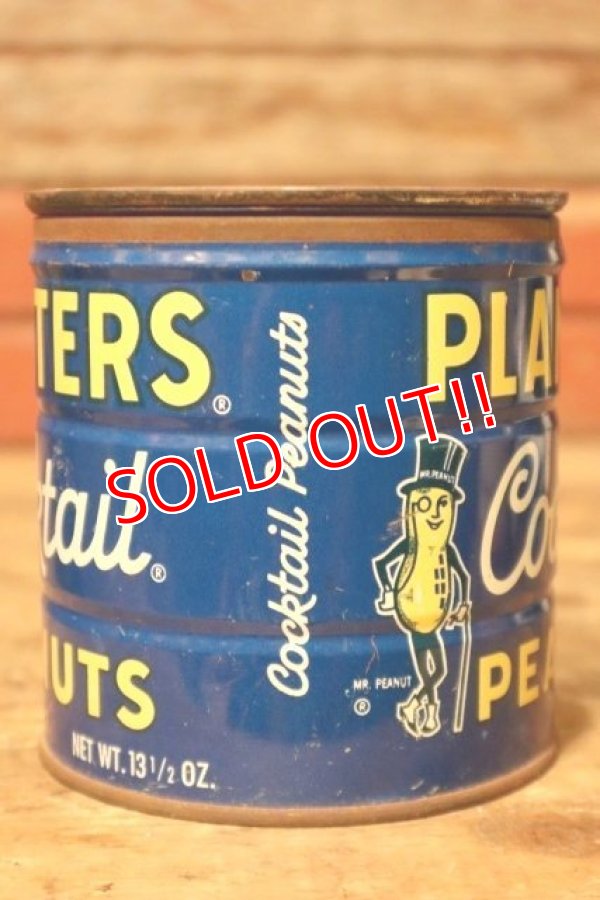 TERS®
PLA
tail®
Co
UTS
PEA
Cocktail Peanuts
MR. PEANUT
MR. PEANUT
®
NET WT. 13 1/2 OZ.
SOLD OUT!!